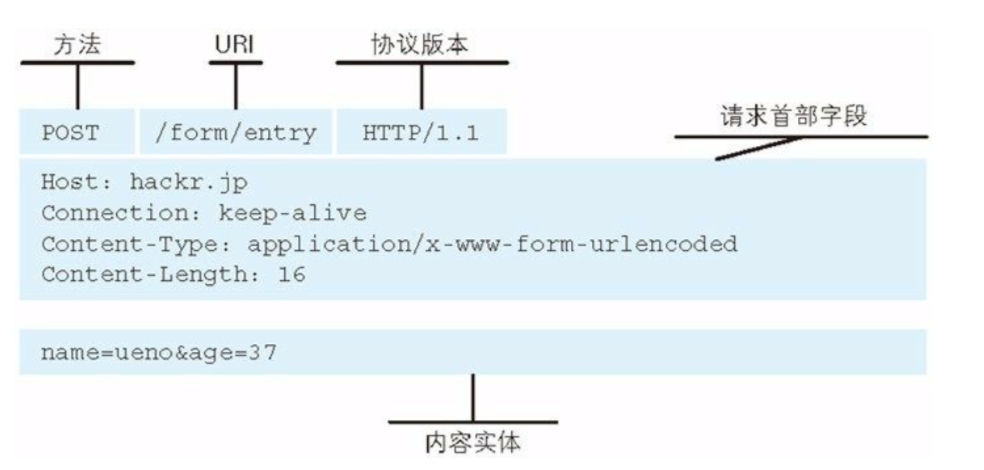 方法 URI 协议版本
请求首部字段
POST /form/entry HTTP/1.1
Host: hackr.jp
Connection: keep-alive
Content-Type: application/x-www-form-urlencoded
Content-Length: 16
name=ueno&age=37
内容实体